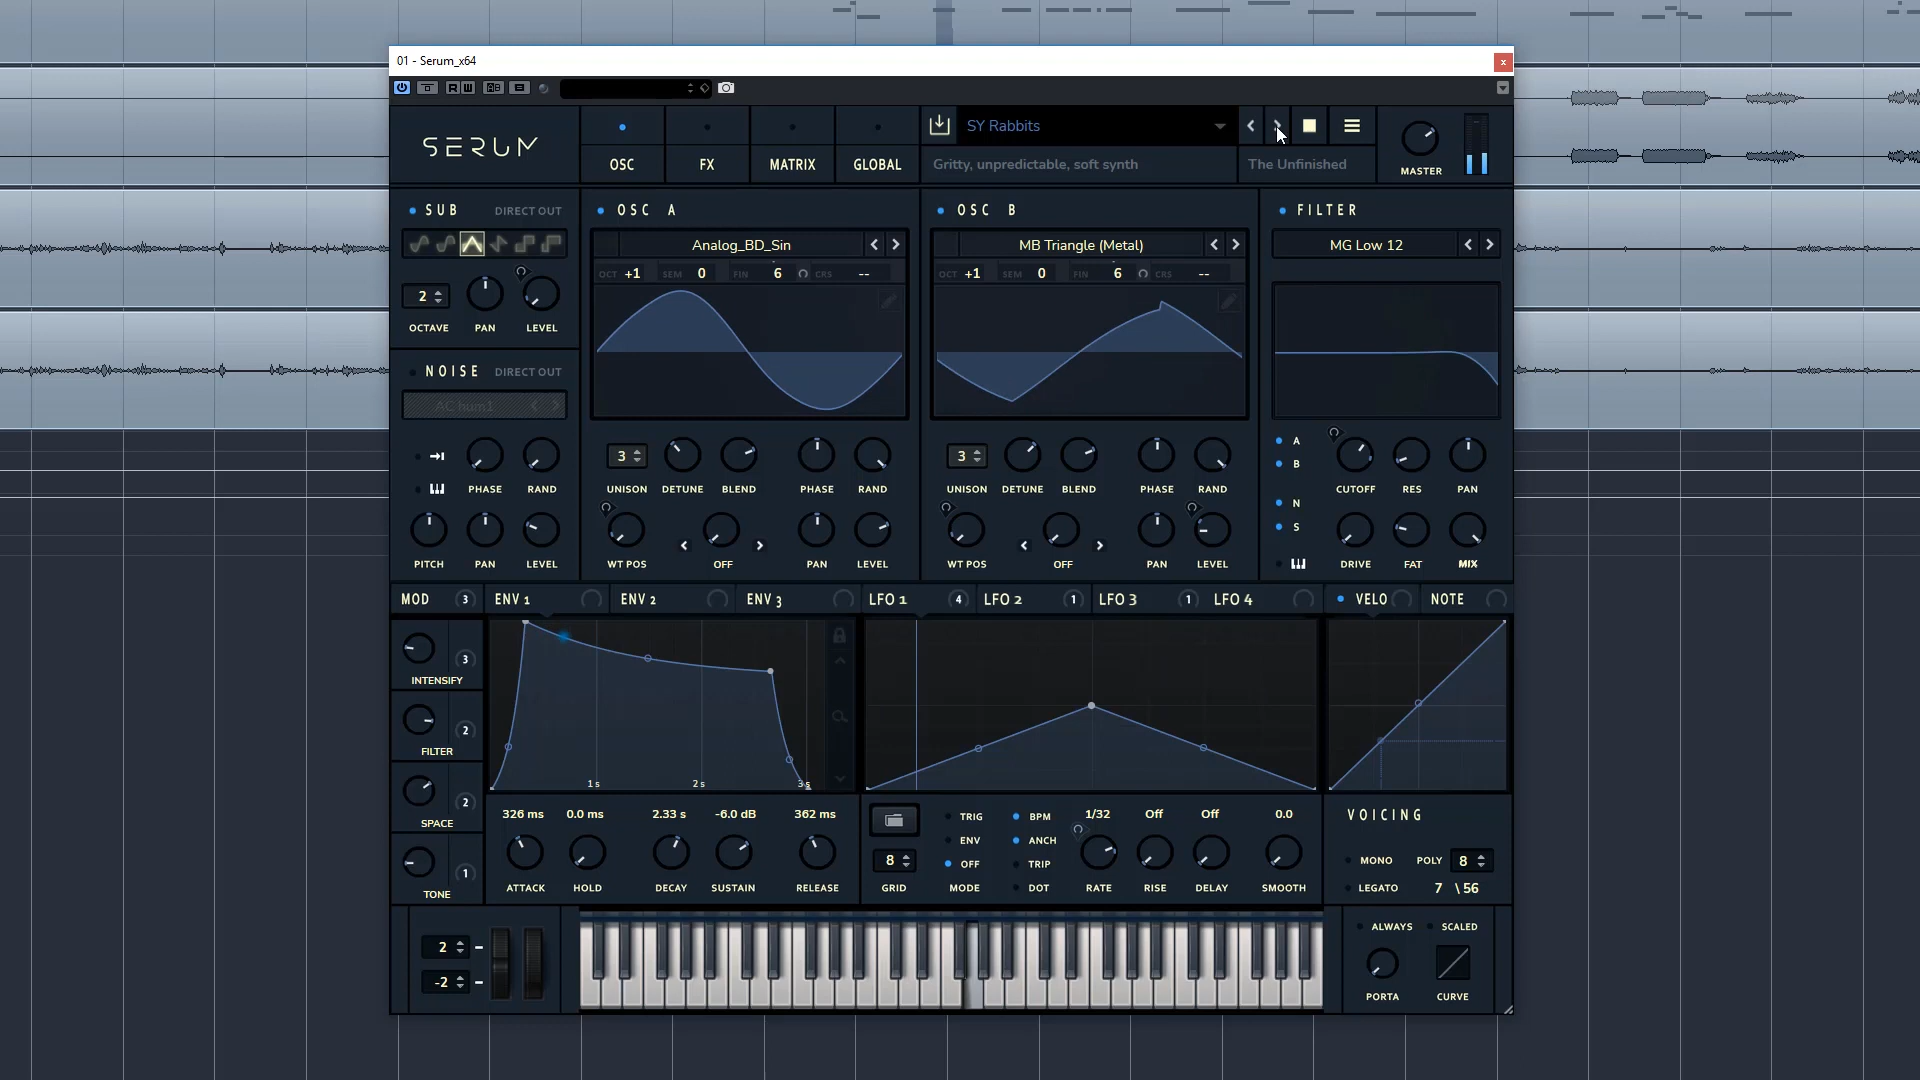 01 - Serum_x64
R W
SERUM
OSC
FX
MATRIX
GLOBAL
SY Rabbits
Gritty, unpredictable, soft synth
The Unfinished
MASTER
SUB
DIRECT OUT
2
OCTAVE
PAN
LEVEL
NOISE
DIRECT OUT
AC hum1
PHASE
RAND
PITCH
PAN
LEVEL
OSC A
Analog_BD_Sin
OCT +1 SEM 0 FIN 6 CRS --
3
UNISON
DETUNE
BLEND
PHASE
RAND
WT POS
OFF
PAN
LEVEL
OSC B
MB Triangle (Metal)
OCT +1 SEM 0 FIN 6 CRS --
3
UNISON
DETUNE
BLEND
PHASE
RAND
WT POS
OFF
PAN
LEVEL
FILTER
MG Low 12
A
B
N
S
CUTOFF
RES
PAN
DRIVE
FAT
MIX
MOD 3
ENV 1
ENV 2
ENV 3
LFO 1 4
LFO 2 1
LFO 3 1
LFO 4
VELO
NOTE
3
INTENSIFY
2
FILTER
2
SPACE
1
TONE
1 s
2 s
3 s
326 ms
0.0 ms
2.33 s
-6.0 dB
362 ms
ATTACK
HOLD
DECAY
SUSTAIN
RELEASE
8
GRID
TRIG
ENV
OFF
MODE
BPM
ANCH
TRIP
DOT
1/32
Off
Off
0.0
RATE
RISE
DELAY
SMOOTH
VOICING
MONO
POLY 8
LEGATO
7 \ 56
2
-2
ALWAYS
SCALED
PORTA
CURVE